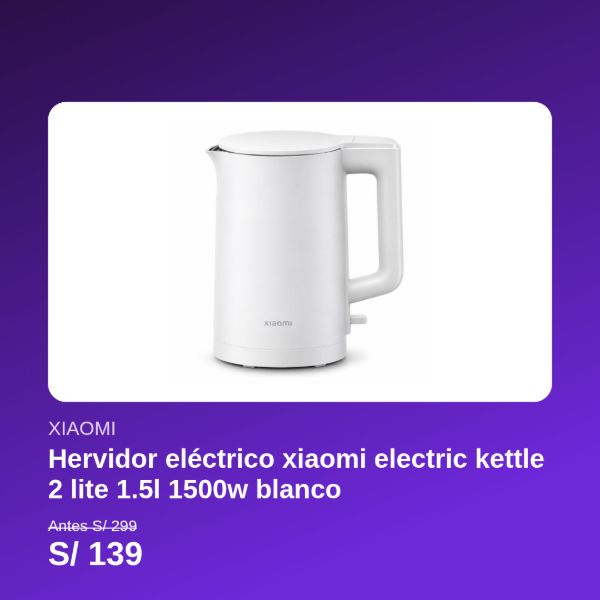 xiaomi
XIAOMI
Hervidor eléctrico xiaomi electric kettle
2 lite 1.5l 1500w blanco
Antes S/ 299
S/ 139